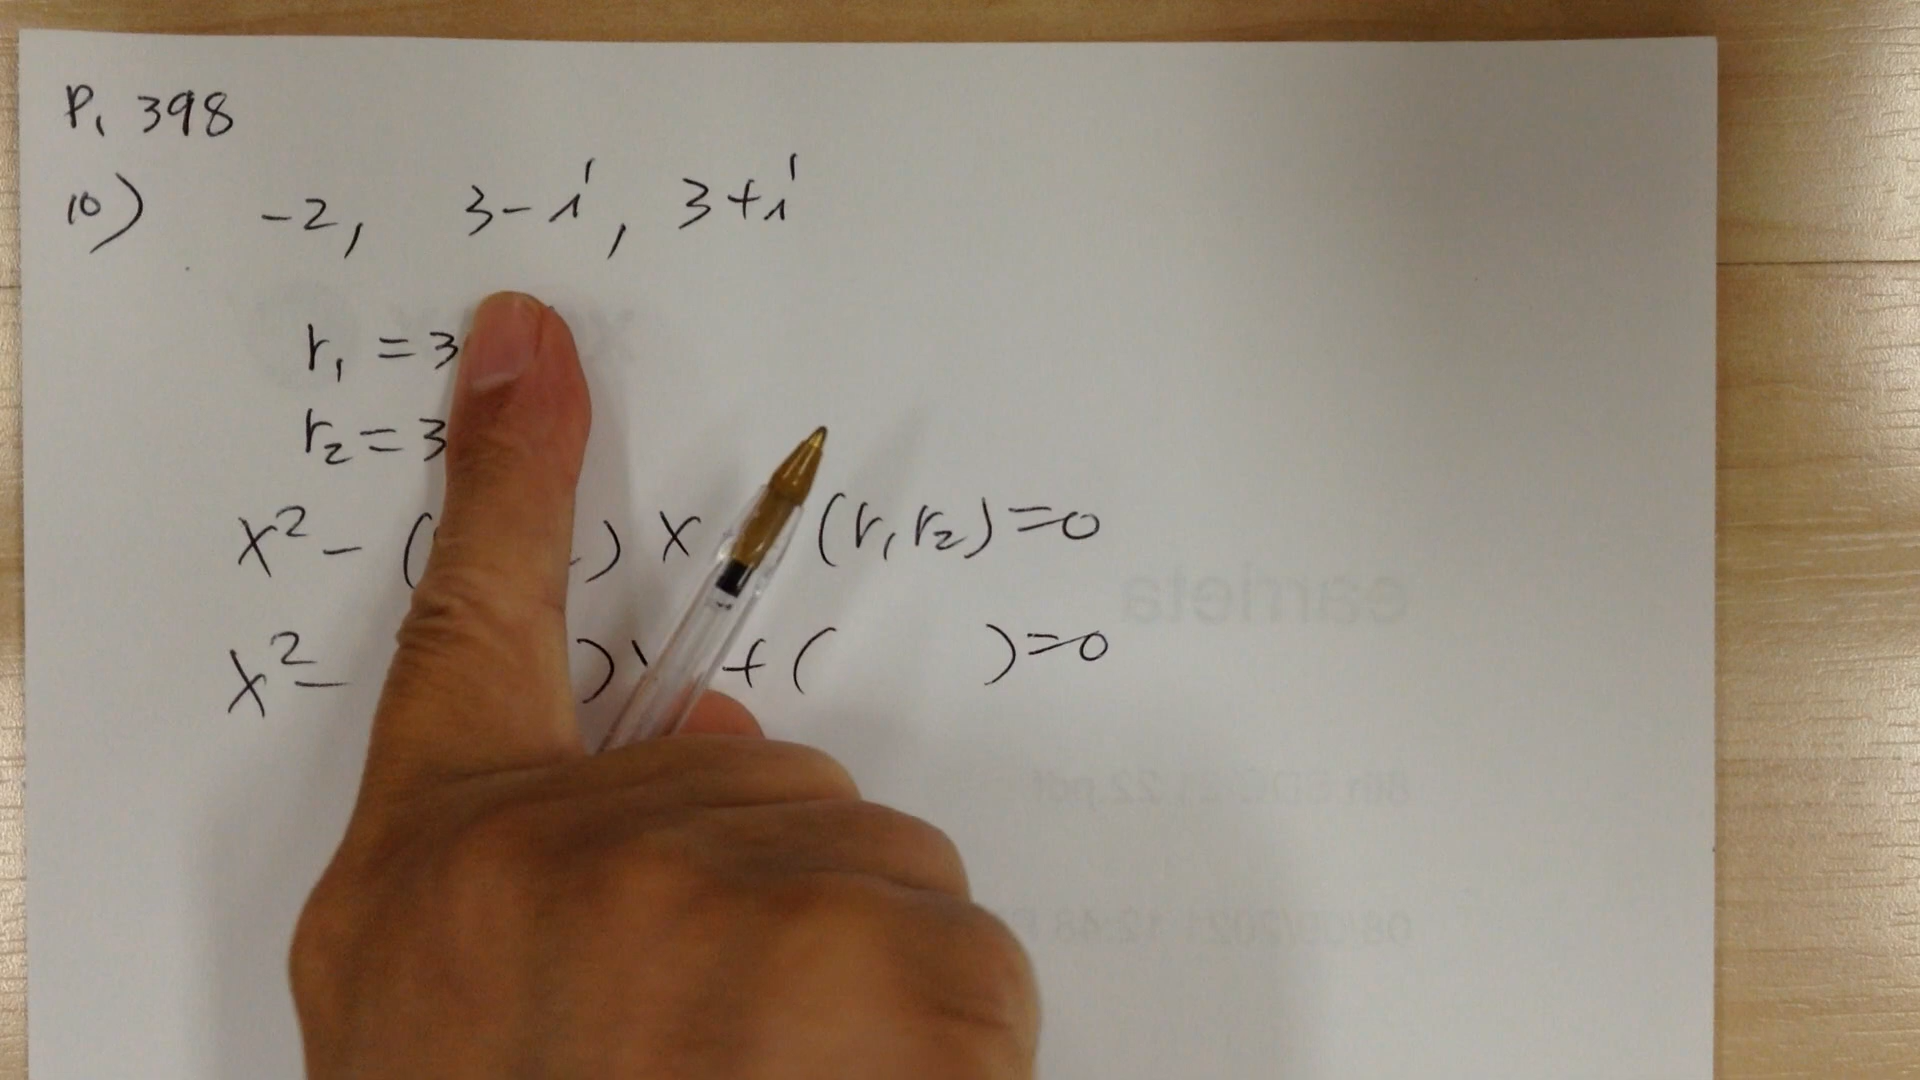 P. 398
10) -2, 3-i, 3+i
r₁ = 3
r₂ = 3
x² - ( ) x (r₁r₂) = 0
x² - ) x + ( ) = 0